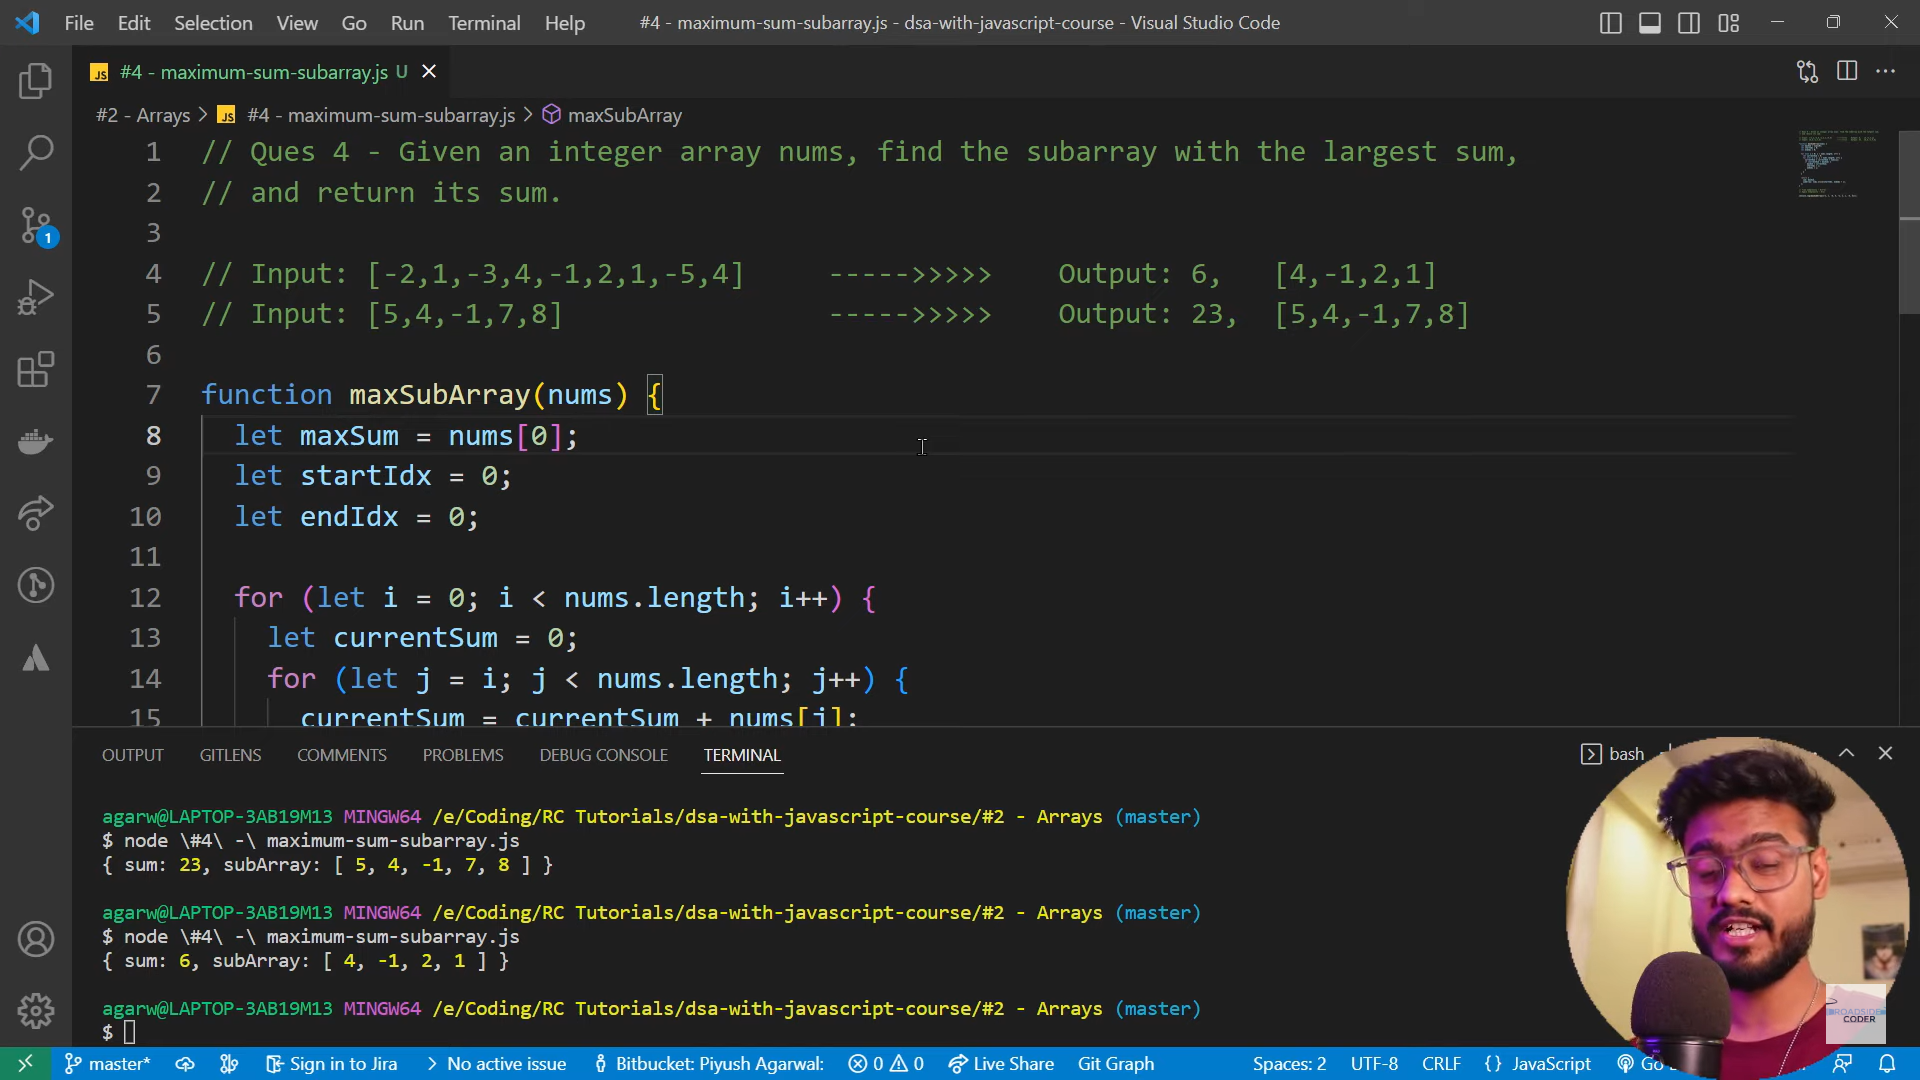 File Edit Selection View Go Run Terminal Help #4 - maximum-sum-subarray.js - dsa-with-javascript-course - Visual Studio Code
JS #4 - maximum-sum-subarray.js U
#2 - Arrays > JS #4 - maximum-sum-subarray.js > maxSubArray
1 // Ques 4 - Given an integer array nums, find the subarray with the largest sum,
2 // and return its sum.
3
4 // Input: [-2,1,-3,4,-1,2,1,-5,4] ----->>>>> Output: 6, [4,-1,2,1]
5 // Input: [5,4,-1,7,8] ----->>>>> Output: 23, [5,4,-1,7,8]
6
7 function maxSubArray(nums) {
8 let maxSum = nums[0];
9 let startIdx = 0;
10 let endIdx = 0;
11
12 for (let i = 0; i < nums.length; i++) {
13 let currentSum = 0;
14 for (let j = i; j < nums.length; j++) {
15 currentSum = currentSum + nums[j];
1
OUTPUT GITLENS COMMENTS PROBLEMS DEBUG CONSOLE TERMINAL bash
agarw@LAPTOP-3AB19M13 MINGW64 /e/Coding/RC Tutorials/dsa-with-javascript-course/#2 - Arrays (master)
$ node \#4\ -\ maximum-sum-subarray.js
{ sum: 23, subArray: [ 5, 4, -1, 7, 8 ] }
agarw@LAPTOP-3AB19M13 MINGW64 /e/Coding/RC Tutorials/dsa-with-javascript-course/#2 - Arrays (master)
$ node \#4\ -\ maximum-sum-subarray.js
{ sum: 6, subArray: [ 4, -1, 2, 1 ] }
agarw@LAPTOP-3AB19M13 MINGW64 /e/Coding/RC Tutorials/dsa-with-javascript-course/#2 - Arrays (master)
$
ROADSIDE
CODER
master* Sign in to Jira No active issue Bitbucket: Piyush Agarwal: 0 0 Live Share Git Graph Spaces: 2 UTF-8 CRLF {} JavaScript Go